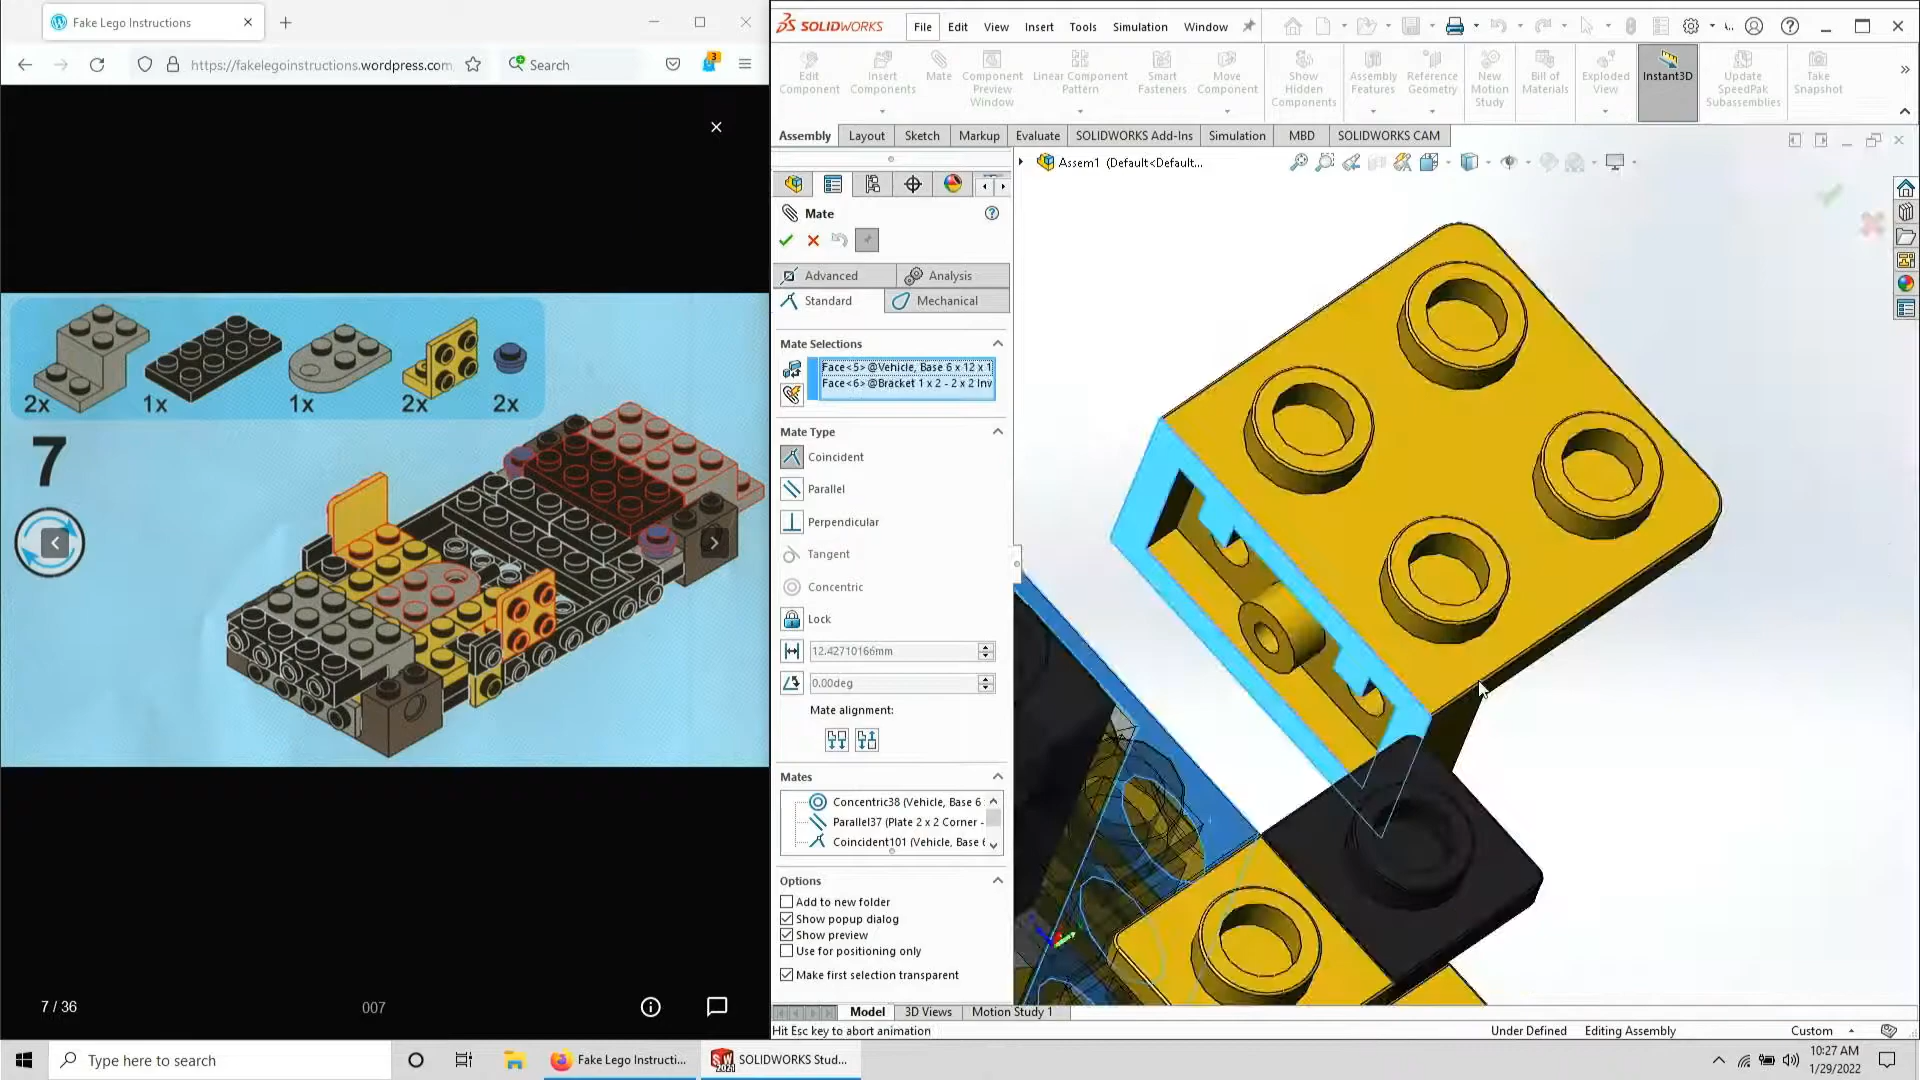 Fake Lego Instructions
https://fakelegoinstructions.wordpress.com
Search
3
2x
1x
1x
2x
2x
7
7 / 36
007
SOLIDWORKS
File
Edit
View
Insert
Tools
Simulation
Window
Edit Component
Insert Components
Mate
Component Preview Window
Linear Component Pattern
Smart Fasteners
Move Component
Show Hidden Components
Assembly Features
Reference Geometry
New Motion Study
Bill of Materials
Exploded View
Instant3D
Update SpeedPak Subassemblies
Take Snapshot
Assembly
Layout
Sketch
Markup
Evaluate
SOLIDWORKS Add-Ins
Simulation
MBD
SOLIDWORKS CAM
Assem1 (Default<Default...
Mate
Advanced
Analysis
Standard
Mechanical
Mate Selections
Face<5>@Vehicle, Base 6 x 12 x 1
Face<6>@Bracket 1 x 2 - 2 x 2 Inv
Mate Type
Coincident
Parallel
Perpendicular
Tangent
Concentric
Lock
12.42710166mm
0.00deg
Mate alignment:
Mates
Concentric38 (Vehicle, Base 6
Parallel37 (Plate 2 x 2 Corner -
Coincident101 (Vehicle, Base 6
Options
Add to new folder
Show popup dialog
Show preview
Use for positioning only
Make first selection transparent
Model
3D Views
Motion Study 1
Hit Esc key to abort animation
Under Defined
Editing Assembly
Custom
Type here to search
Fake Lego Instructi...
SOLIDWORKS Stud...
10:27 AM
1/29/2022